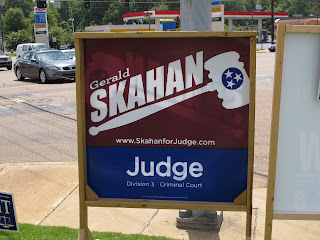 Gerald
SKAHAN
www.SkahanforJudge.com
Judge
Division 3 Criminal Court